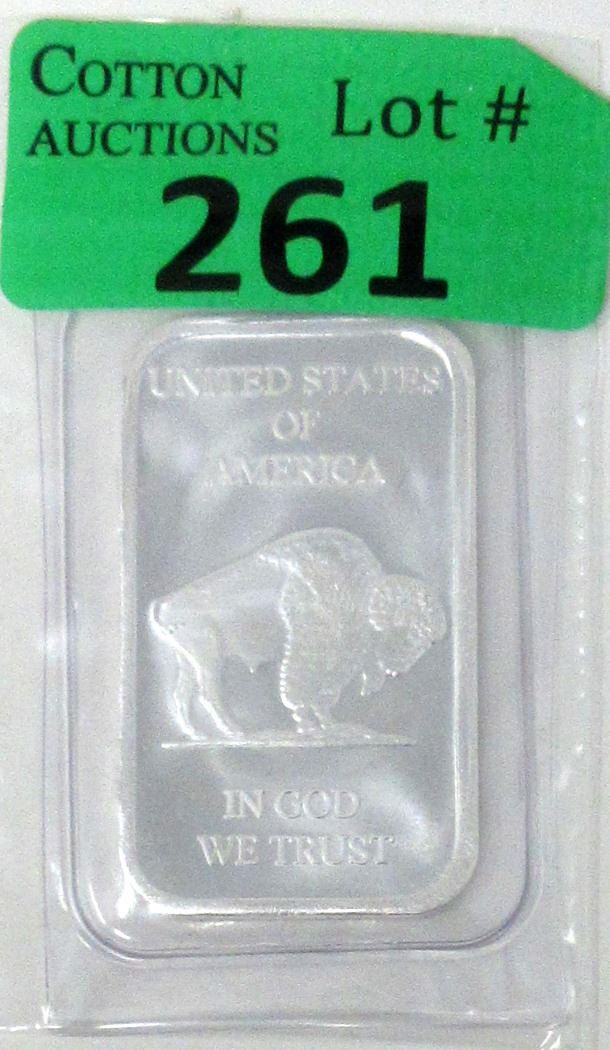 COTTON
AUCTIONS
Lot #
261
UNITED STATES
OF
AMERICA
IN GOD
WE TRUST